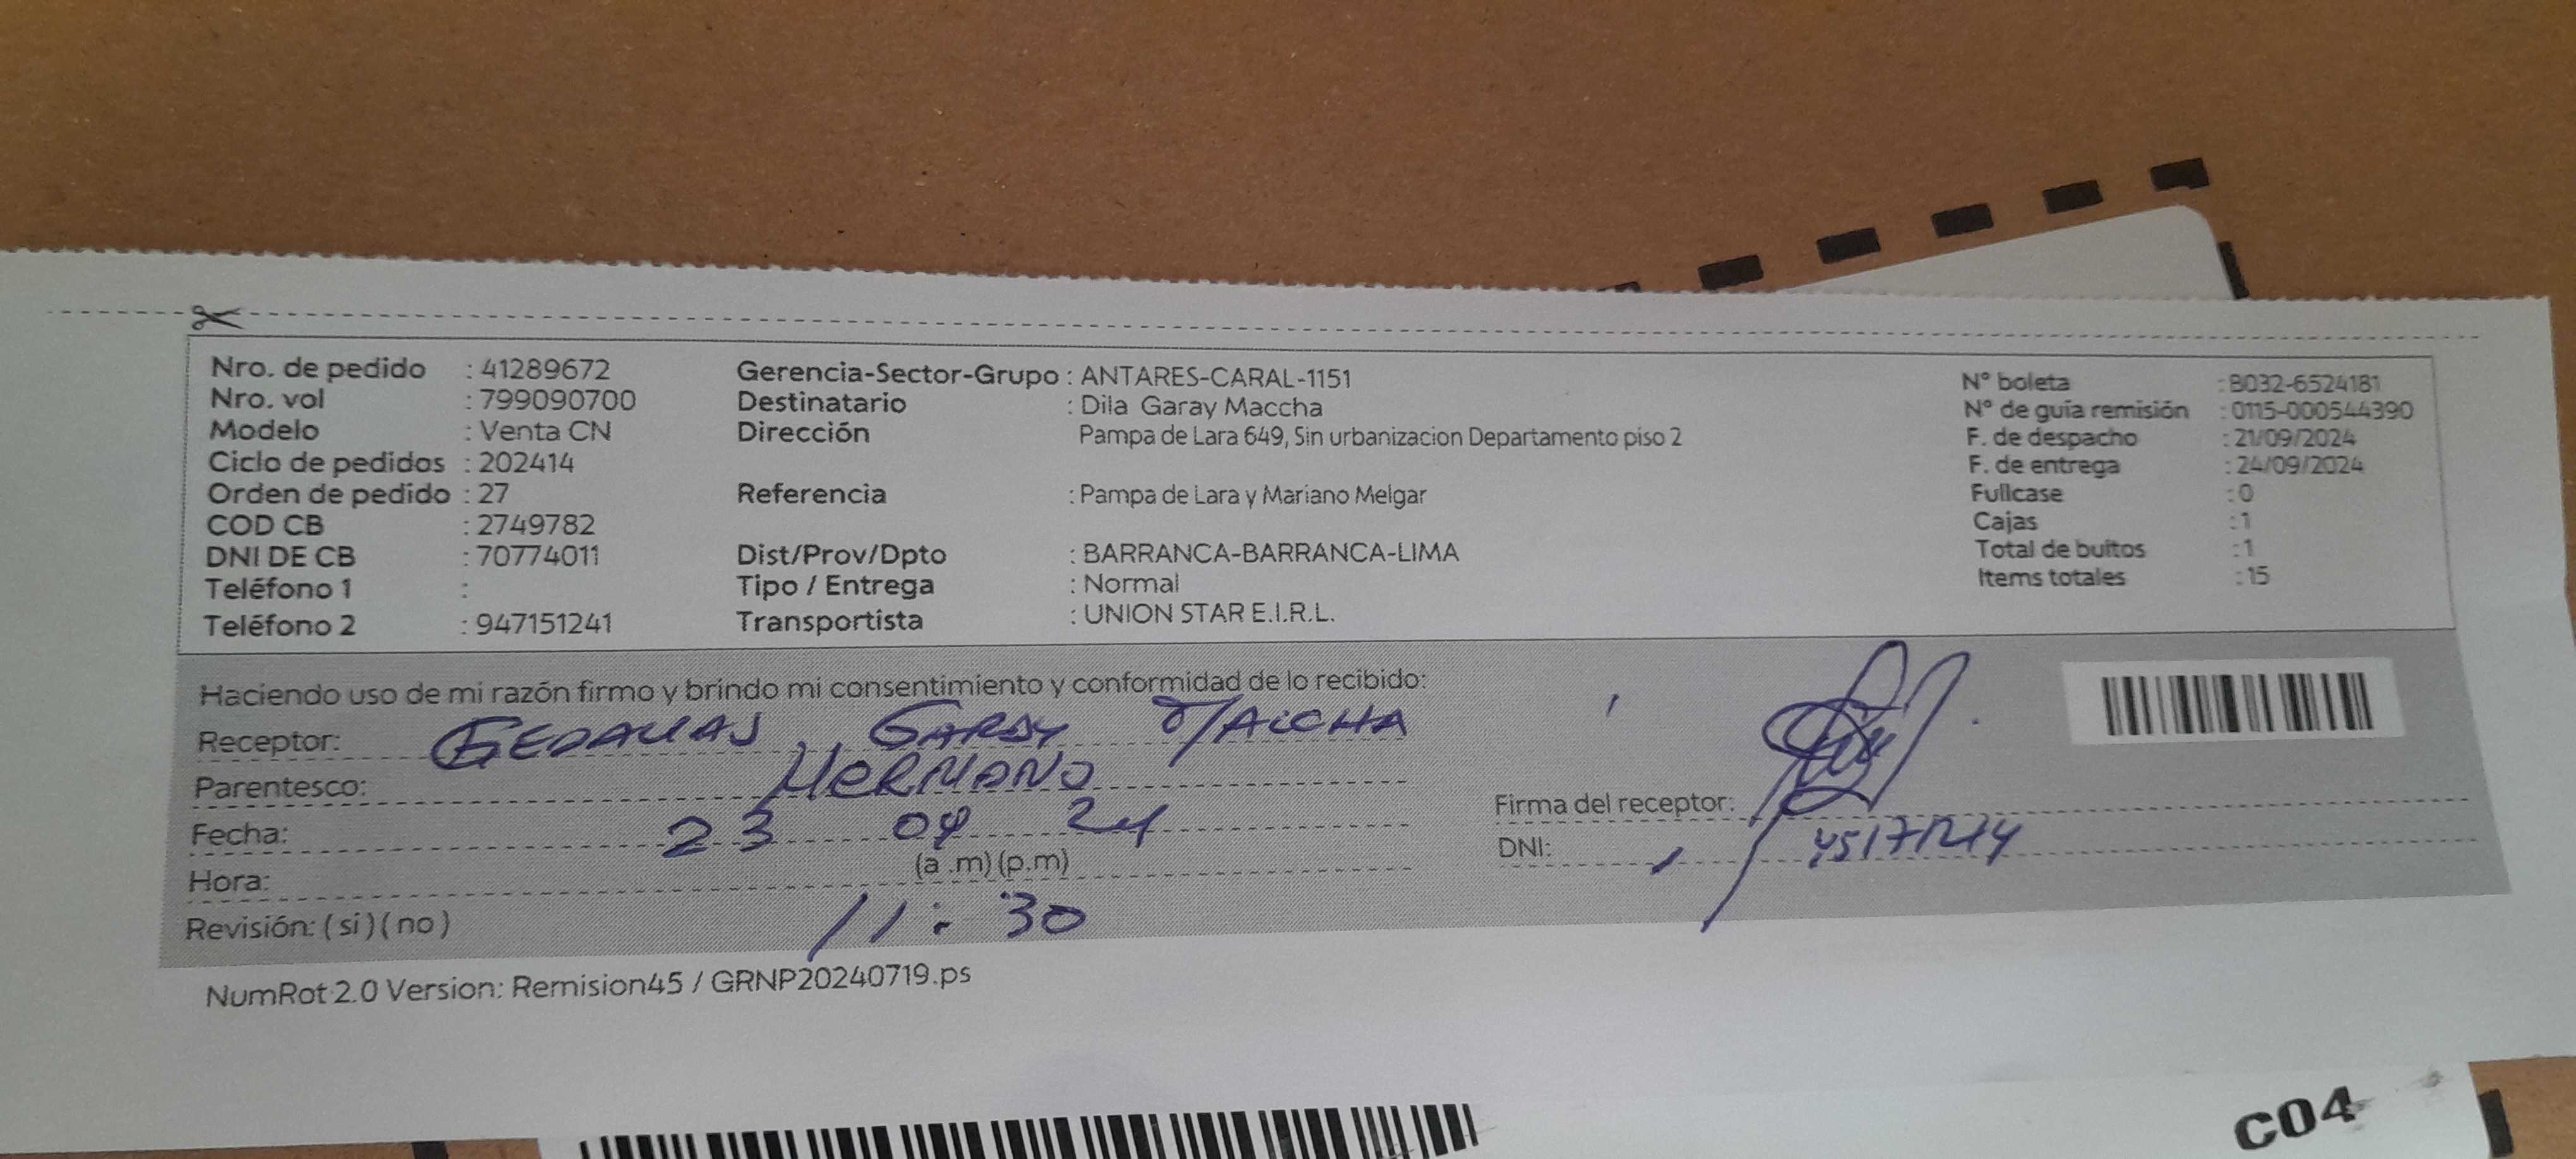 Nro. de pedido : 41289672
Nro. vol : 799090700
Modelo : Venta CN
Ciclo de pedidos : 202414
Orden de pedido : 27
COD CB : 2749782
DNI DE CB : 70774011
Teléfono 1 :
Teléfono 2 : 947151241
Gerencia-Sector-Grupo : ANTARES-CARAL-1151
Destinatario : Dila Garay Maccha
Dirección Pampa de Lara 649, Sin urbanizacion Departamento piso 2
Referencia : Pampa de Lara y Mariano Melgar
Dist/Prov/Dpto : BARRANCA-BARRANCA-LIMA
Tipo / Entrega : Normal
Transportista : UNION STAR E.I.R.L.
N° boleta : B032-6524181
N° de guía remisión : 0115-000544390
F. de despacho : 21/09/2024
F. de entrega : 24/09/2024
Fullcase : 0
Cajas : 1
Total de bultos : 1
Items totales : 15
Haciendo uso de mi razón firmo y brindo mi consentimiento y conformidad de lo recibido:
Receptor: GARAY
Parentesco: HERMANO
Fecha: 23 09 24
Hora: (a .m) (p.m)
Revisión: ( si ) ( no ) 11: 30
Firma del receptor:
DNI:
NumRot 2.0 Version: Remision45 / GRNP20240719.ps
C04